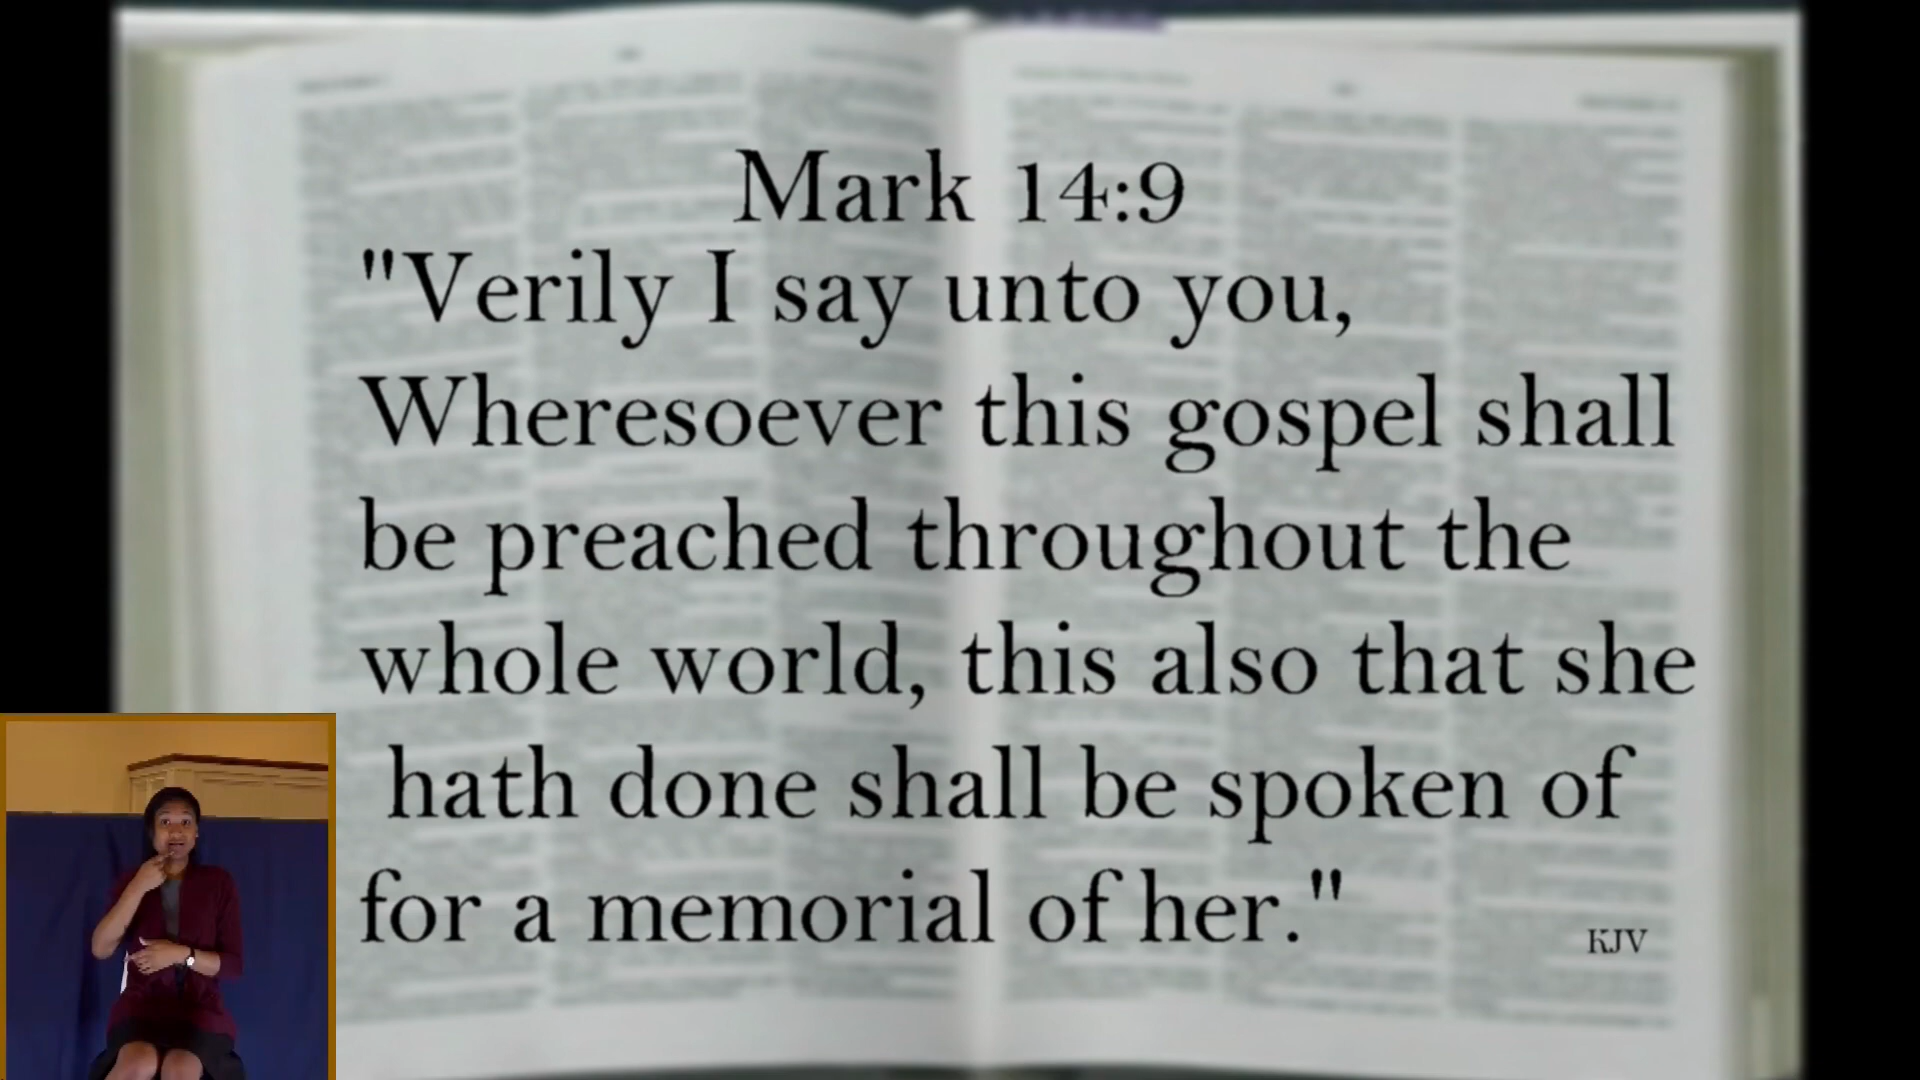 Mark 14:9
"Verily I say unto you,
Wheresoever this gospel shall
be preached throughout the
whole world, this also that she
hath done shall be spoken of
for a memorial of her."
KJV